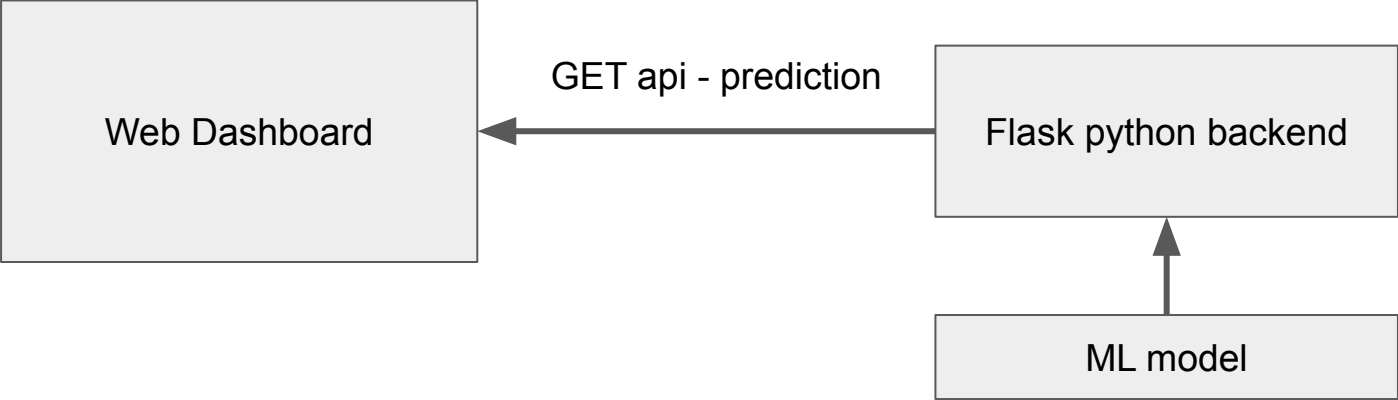 GET api - prediction
Web Dashboard
Flask python backend
ML model